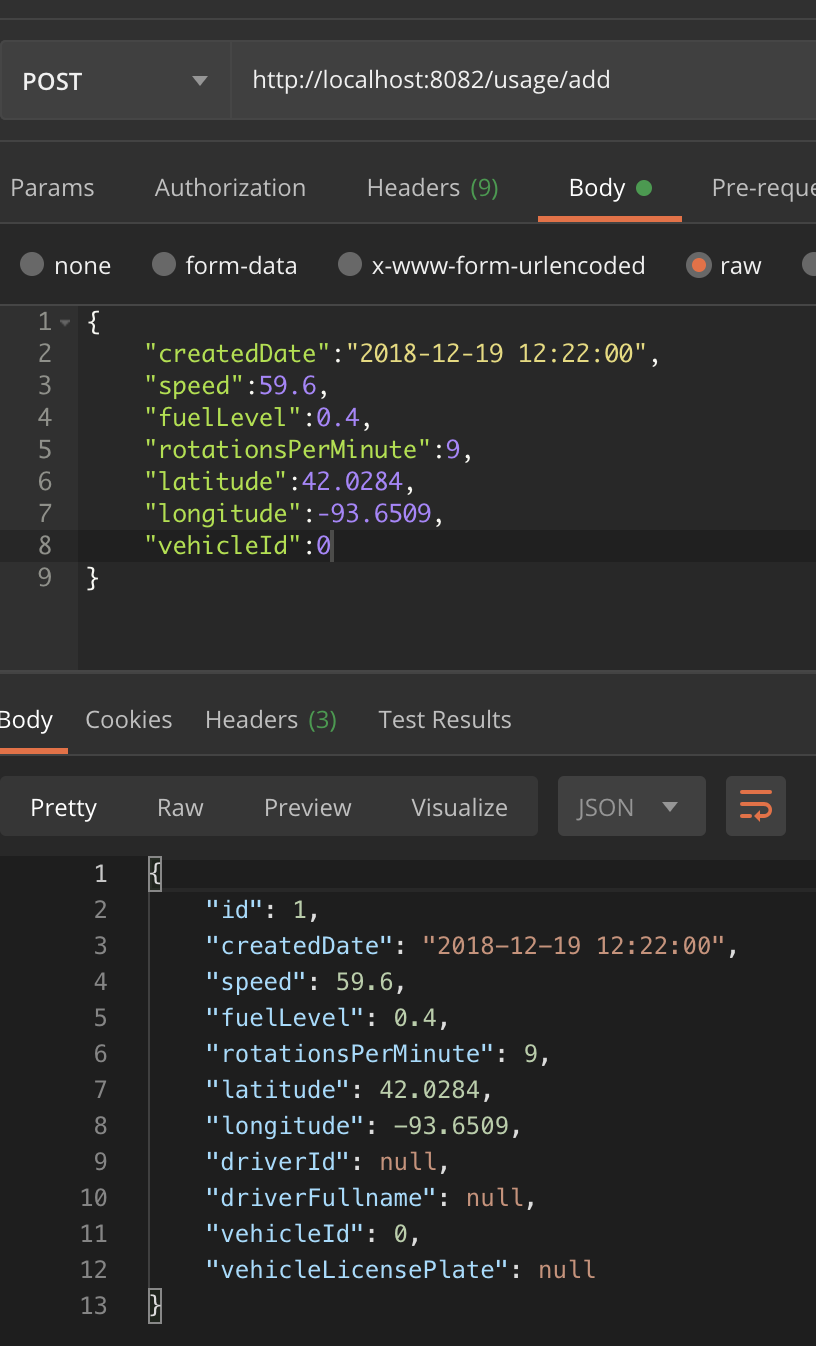 POST http://localhost:8082/usage/add
Params Authorization Headers (9) Body Pre-reque
none form-data x-www-form-urlencoded raw
1 {
2 "createdDate":"2018-12-19 12:22:00",
3 "speed":59.6,
4 "fuelLevel":0.4,
5 "rotationsPerMinute":9,
6 "latitude":42.0284,
7 "longitude":-93.6509,
8 "vehicleId":0
9 }
Body Cookies Headers (3) Test Results
Pretty Raw Preview Visualize JSON
1 {
2 "id": 1,
3 "createdDate": "2018-12-19 12:22:00",
4 "speed": 59.6,
5 "fuelLevel": 0.4,
6 "rotationsPerMinute": 9,
7 "latitude": 42.0284,
8 "longitude": -93.6509,
9 "driverId": null,
10 "driverFullname": null,
11 "vehicleId": 0,
12 "vehicleLicensePlate": null
13 }